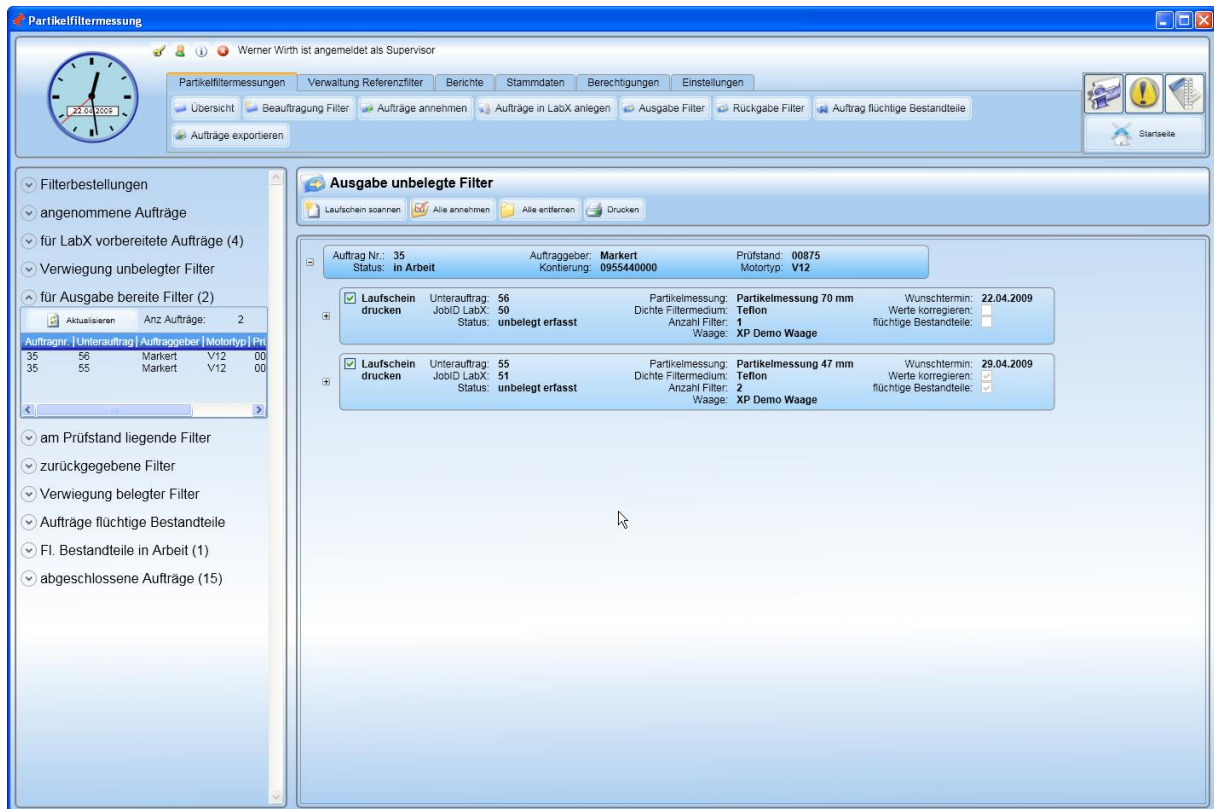 Partikelfiltermessung
Werner Wirth ist angemeldet als Supervisor
22.04.2009
Partikelfiltermessungen Verwaltung Referenzfilter Berichte Stammdaten Berechtigungen Einstellungen
Übersicht Beauftragung Filter Aufträge annehmen Aufträge in LabX anlegen Ausgabe Filter Rückgabe Filter Auftrag flüchtige Bestandteile
Aufträge exportieren
Startseite
Filterbestellungen
angenommene Aufträge
für LabX vorbereitete Aufträge (4)
Verwiegung unbelegter Filter
für Ausgabe bereite Filter (2)
Aktualisieren Anz Aufträge: 2
Auftragnr. Unterauftrag Auftraggeber Motortyp Prü
35 56 Markert V12 00
35 55 Markert V12 00
am Prüfstand liegende Filter
zurückgegebene Filter
Verwiegung belegter Filter
Aufträge flüchtige Bestandteile
Fl. Bestandteile in Arbeit (1)
abgeschlossene Aufträge (15)
Ausgabe unbelegte Filter
Laufschein scannen Alle annehmen Alle entfernen Drucken
Auftrag Nr.: 35 Auftraggeber: Markert Prüfstand: 00875
Status: in Arbeit Kontierung: 0955440000 Motortyp: V12
Laufschein Unterauftrag: 56 Partikelmessung: Partikelmessung 70 mm Wunschtermin: 22.04.2009
drucken JobID LabX: 50 Dichte Filtermedium: Teflon Werte korregieren:
Status: unbelegt erfasst Anzahl Filter: 1 flüchtige Bestandteile:
Waage: XP Demo Waage
Laufschein Unterauftrag: 55 Partikelmessung: Partikelmessung 47 mm Wunschtermin: 29.04.2009
drucken JobID LabX: 51 Dichte Filtermedium: Teflon Werte korregieren:
Status: unbelegt erfasst Anzahl Filter: 2 flüchtige Bestandteile:
Waage: XP Demo Waage